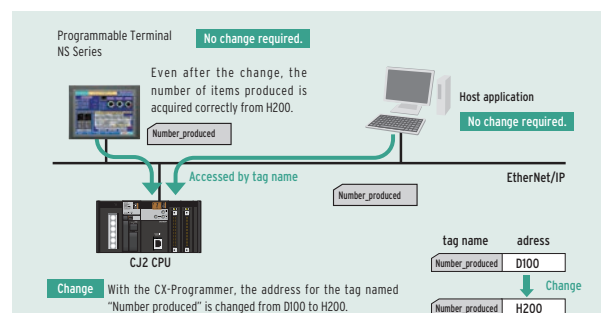 Programmable Terminal
NS Series
No change required.
Even after the change, the
number of items produced is
acquired correctly from H200.
Number_produced
Host application
No change required.
Accessed by tag name
EtherNet/IP
Number_produced
CJ2 CPU
tag name adress
Number_produced D100
Change
Number_produced H200
Change With the CX-Programmer, the address for the tag named
“Number produced” is changed from D100 to H200.